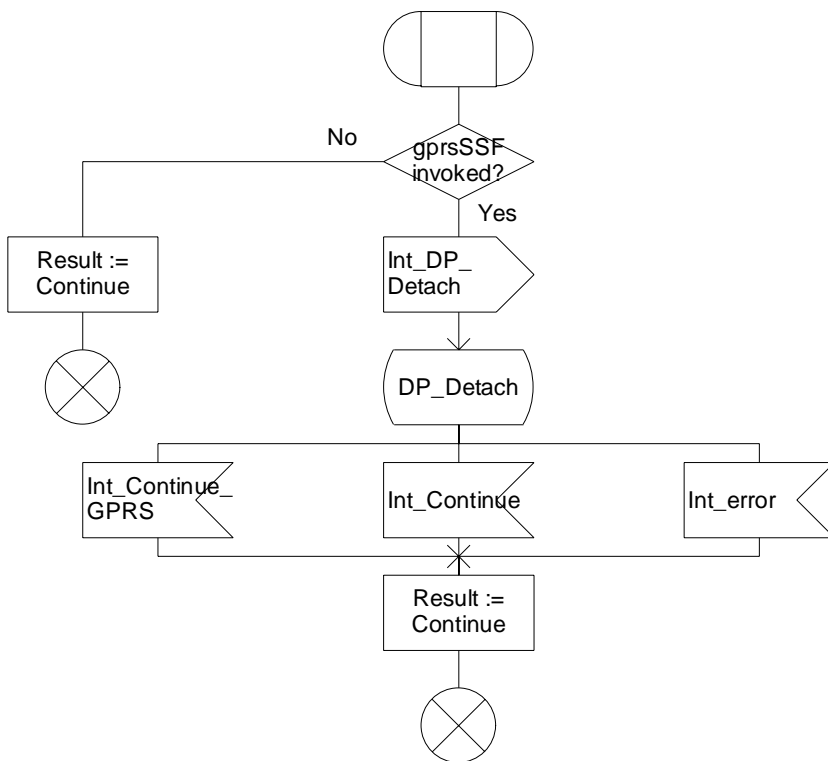 No
gprsSSF
invoked?
Yes
Result :=
Continue
Int_DP_
Detach
DP_Detach
Int_Continue_
GPRS
Int_Continue
Int_error
Result :=
Continue